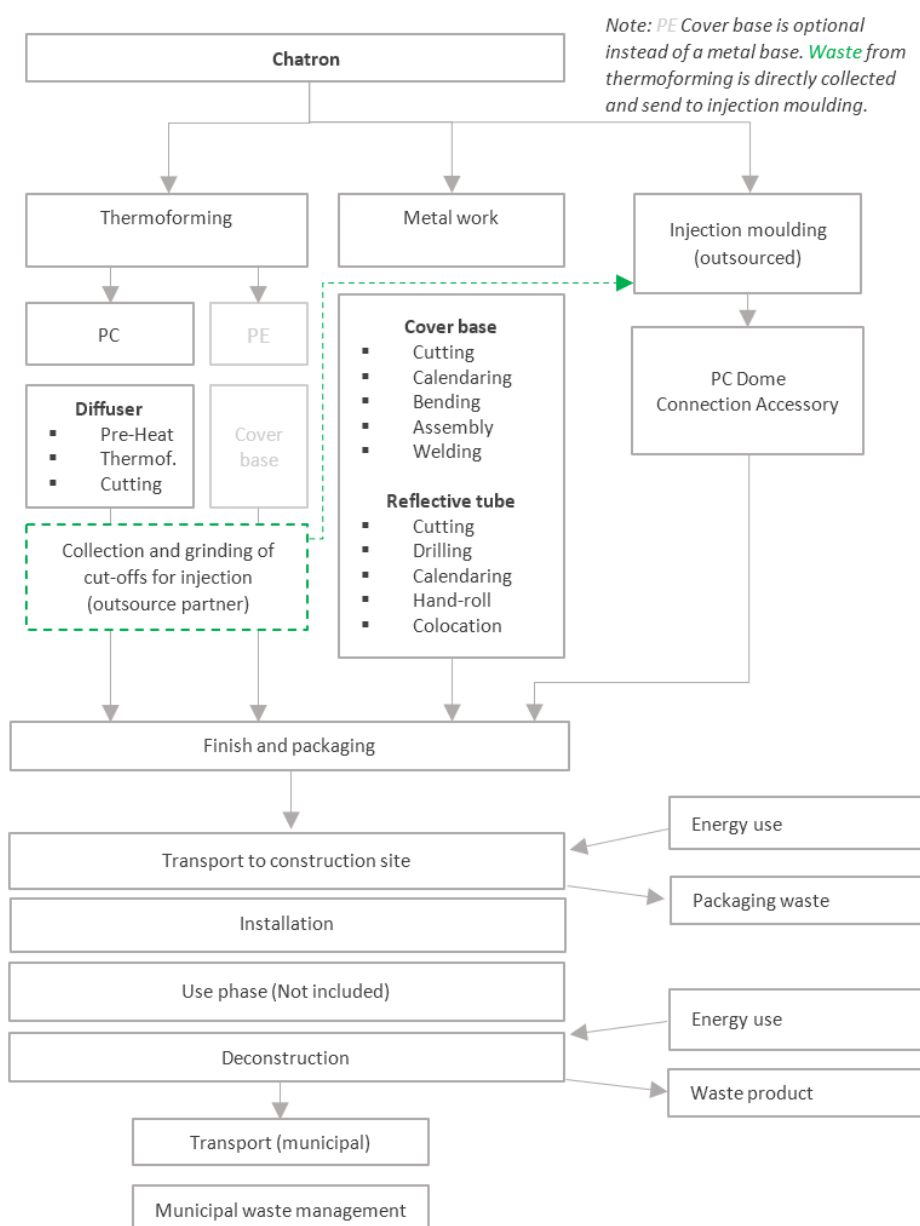 Note: PE Cover base is optional
instead of a metal base. Waste from
thermoforming is directly collected
and send to injection moulding.
Chatron
Thermoforming
Metal work
Injection moulding
(outsourced)
PC
PE
Diffuser
▪ Pre-Heat
▪ Thermof.
▪ Cutting
Cover
base
Cover base
▪ Cutting
▪ Calendaring
▪ Bending
▪ Assembly
▪ Welding
Reflective tube
▪ Cutting
▪ Drilling
▪ Calendaring
▪ Hand-roll
▪ Colocation
PC Dome
Connection Accessory
Collection and grinding of
cut-offs for injection
(outsource partner)
Finish and packaging
Energy use
Transport to construction site
Packaging waste
Installation
Use phase (Not included)
Energy use
Deconstruction
Waste product
Transport (municipal)
Municipal waste management